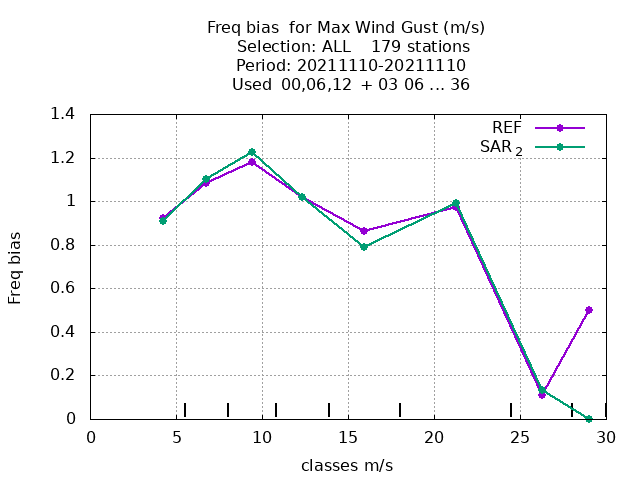 Freq bias  for Max Wind Gust (m/s)
Selection: ALL    179 stations
Period: 20211110-20211110
Used  00,06,12  + 03 06 ... 36
REF
SAR 2
1.4
1.2
1
0.8
0.6
0.4
0.2
0
Freq bias
0 5 10 15 20 25 30
classes m/s